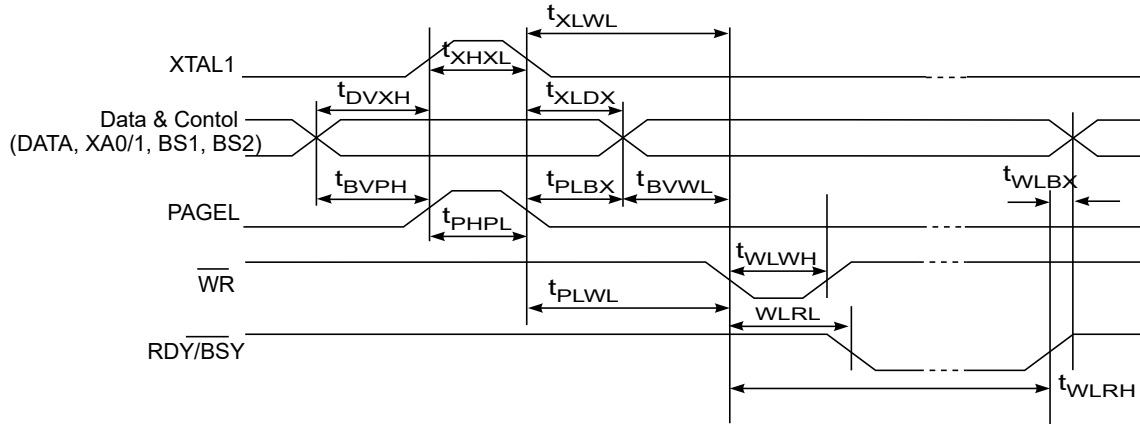 tXLWL
XTAL1
tXHXL
tDVXH
tXLDX
Data & Contol
(DATA, XA0/1, BS1, BS2)
tBVPH
tPLBX
tBVWL
tWLBX
PAGEL
tPHPL
tWLWH
WR
tPLWL
WLRL
RDY/BSY
tWLRH